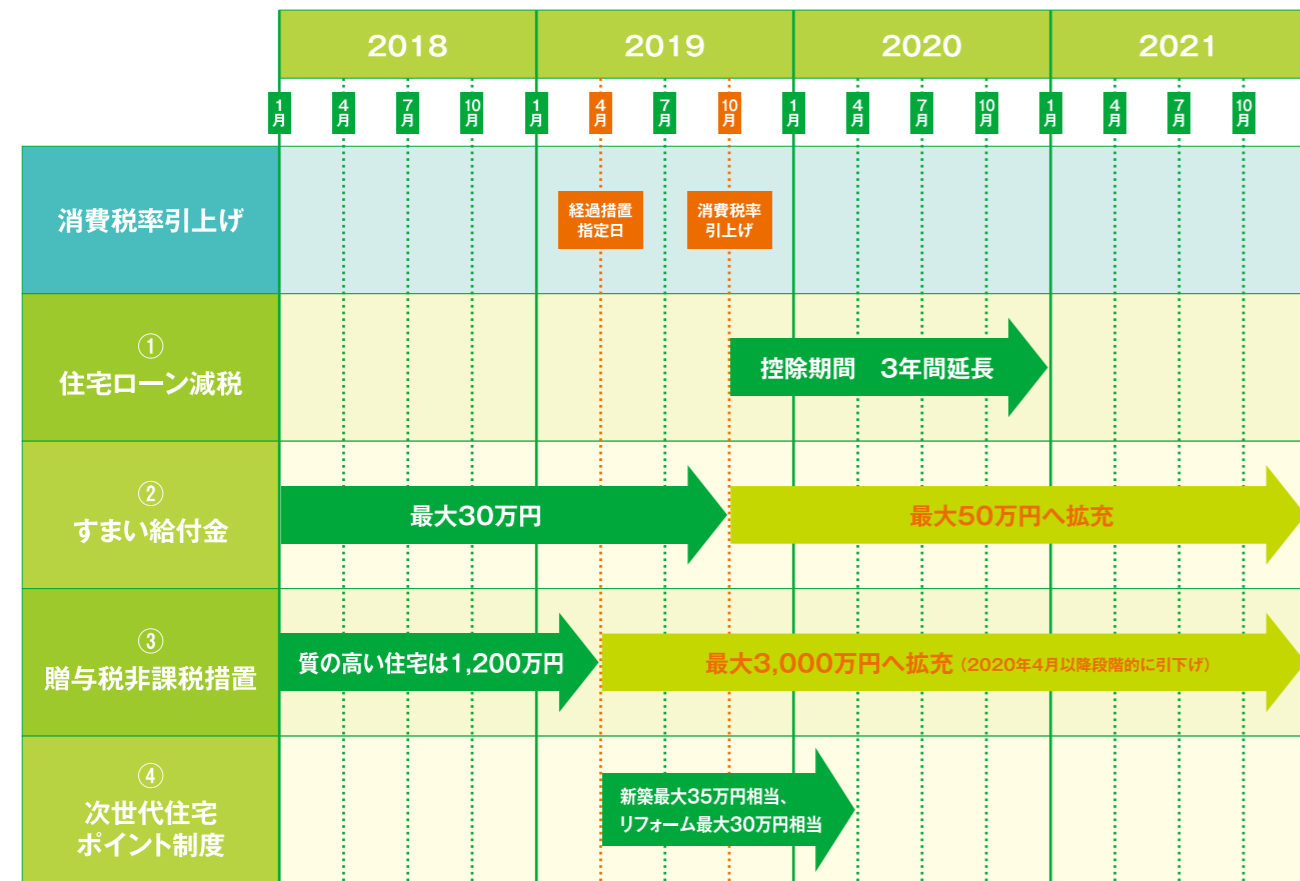 2018
2019
2020
2021
1月
4月
7月
10月
1月
4月
7月
10月
1月
4月
7月
10月
1月
4月
7月
10月
消費税率引上げ
経過措置
指定日
消費税率
引上げ
①
住宅ローン減税
控除期間　3年間延長
②
すまい給付金
最大30万円
最大50万円へ拡充
③
贈与税非課税措置
質の高い住宅は1,200万円
最大3,000万円へ拡充（2020年4月以降段階的に引下げ）
④
次世代住宅
ポイント制度
新築最大35万円相当、
リフォーム最大30万円相当